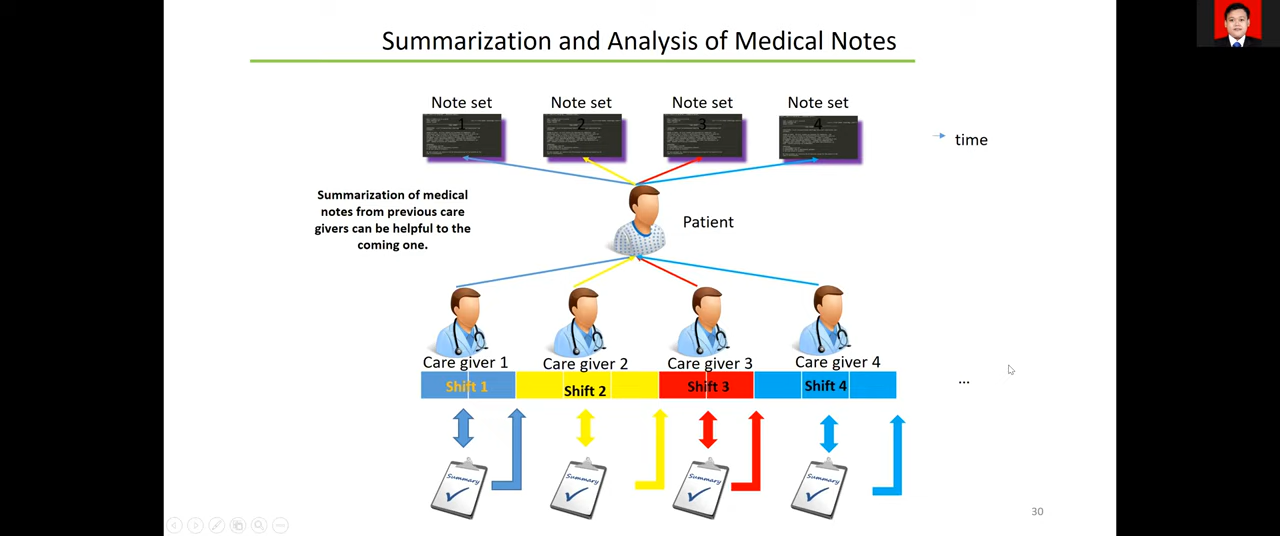 Summarization and Analysis of Medical Notes
Note set
Note set
Note set
Note set
1
2
3
4
time
Summarization of medical
notes from previous care
givers can be helpful to the
coming one.
Patient
Care giver 1
Care giver 2
Care giver 3
Care giver 4
Shift 1
Shift 2
Shift 3
Shift 4
...
Summary
Summary
Summary
Summary
30